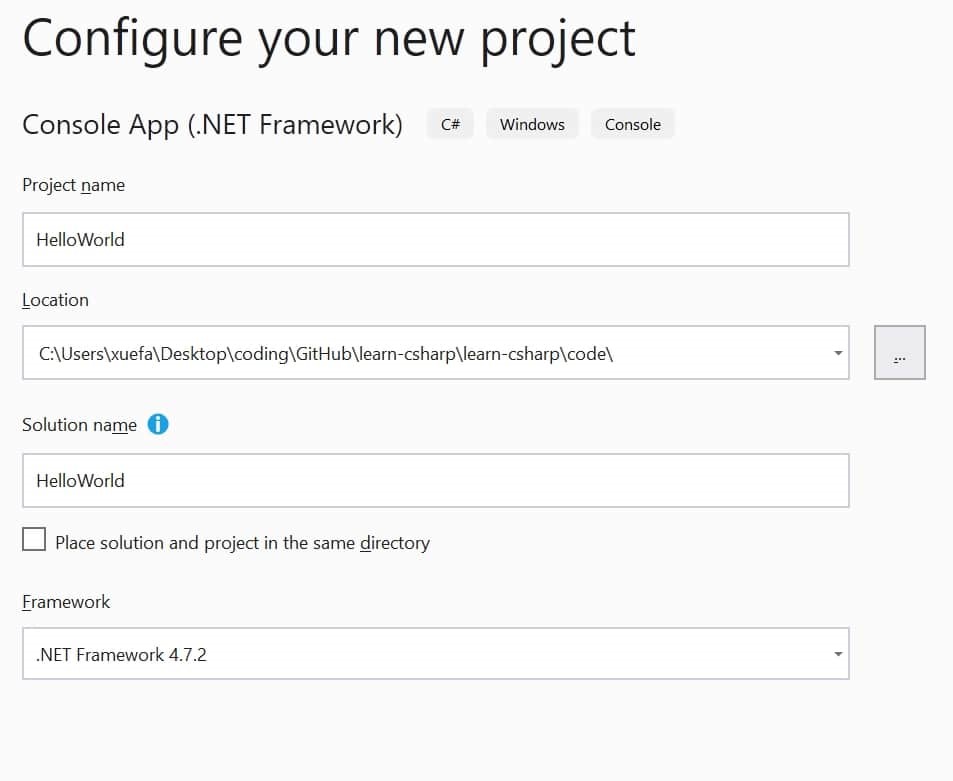 Configure your new project
Console App (.NET Framework) C# Windows Console
Project name
HelloWorld
Location
C:\Users\xuefa\Desktop\coding\GitHub\learn-csharp\learn-csharp\code\
...
Solution name
HelloWorld
Place solution and project in the same directory
Framework
.NET Framework 4.7.2